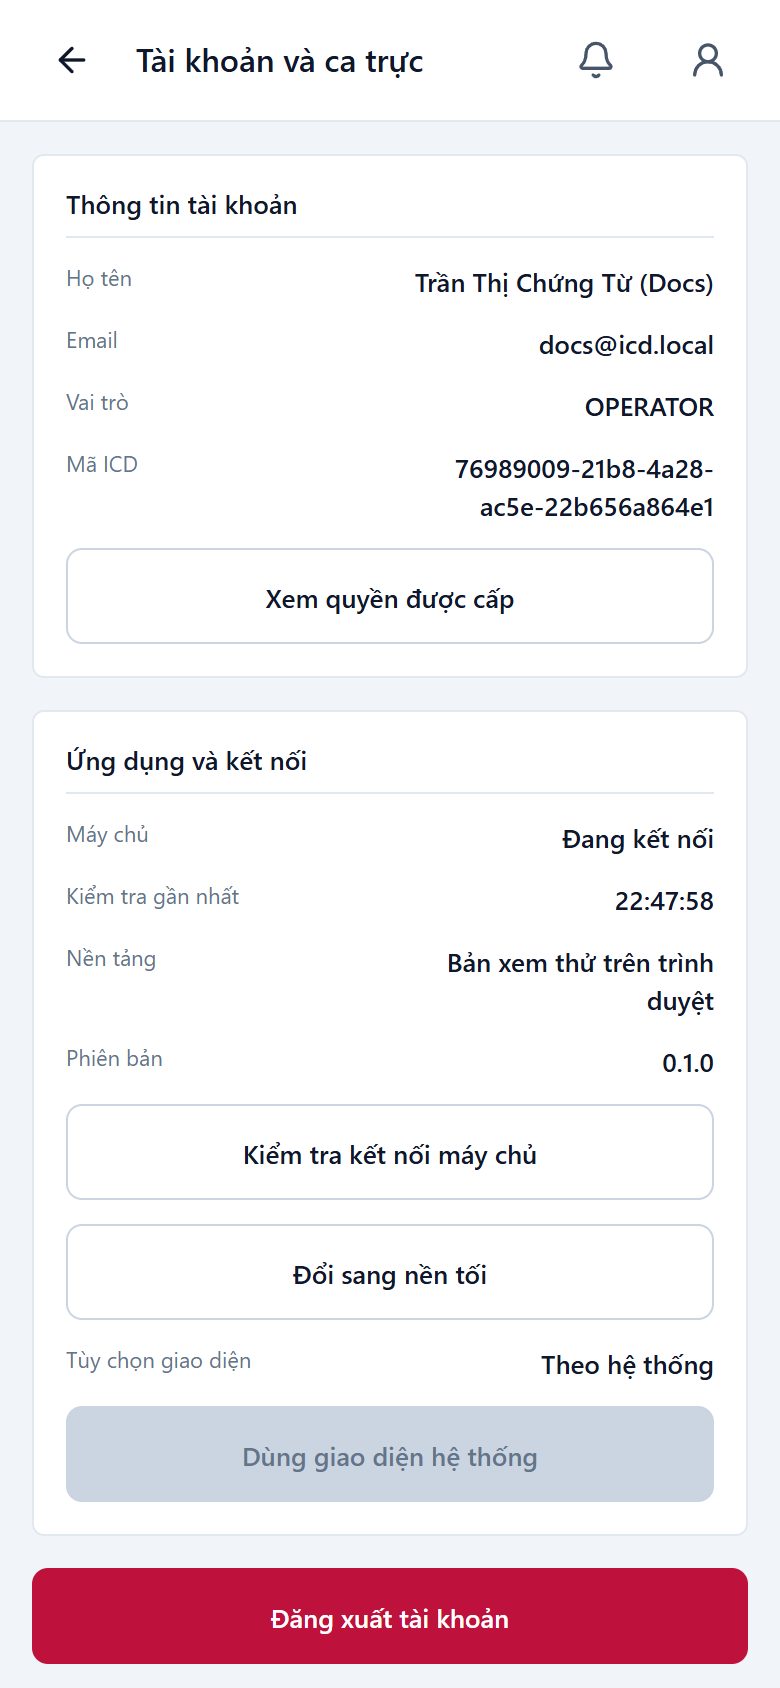 Tài khoản và ca trực
Thông tin tài khoản
Họ tên
Trần Thị Chứng Từ (Docs)
Email
docs@icd.local
Vai trò
OPERATOR
Mã ICD
76989009-21b8-4a28-
ac5e-22b656a864e1
Xem quyền được cấp
Ứng dụng và kết nối
Máy chủ
Đang kết nối
Kiểm tra gần nhất
22:47:58
Nền tảng
Bản xem thử trên trình
duyệt
Phiên bản
0.1.0
Kiểm tra kết nối máy chủ
Đổi sang nền tối
Tùy chọn giao diện
Theo hệ thống
Dùng giao diện hệ thống
Đăng xuất tài khoản